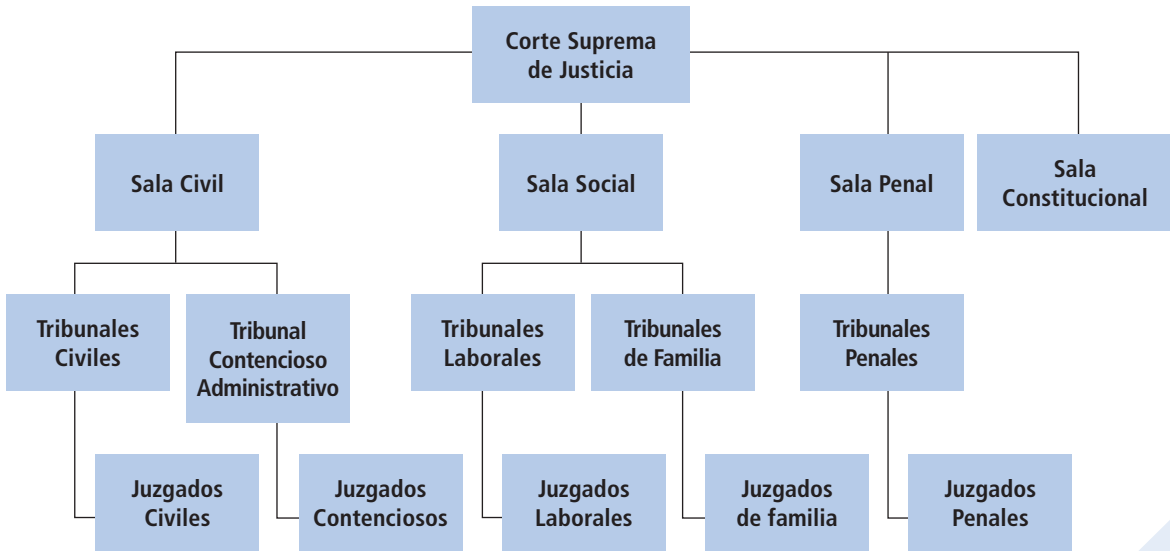 Corte Suprema
de Justicia
Sala Civil
Sala Social
Sala Penal
Sala
Constitucional
Tribunales
Civiles
Tribunal
Contencioso
Administrativo
Tribunales
Laborales
Tribunales
de Familia
Tribunales
Penales
Juzgados
Civiles
Juzgados
Contenciosos
Juzgados
Laborales
Juzgados
de familia
Juzgados
Penales